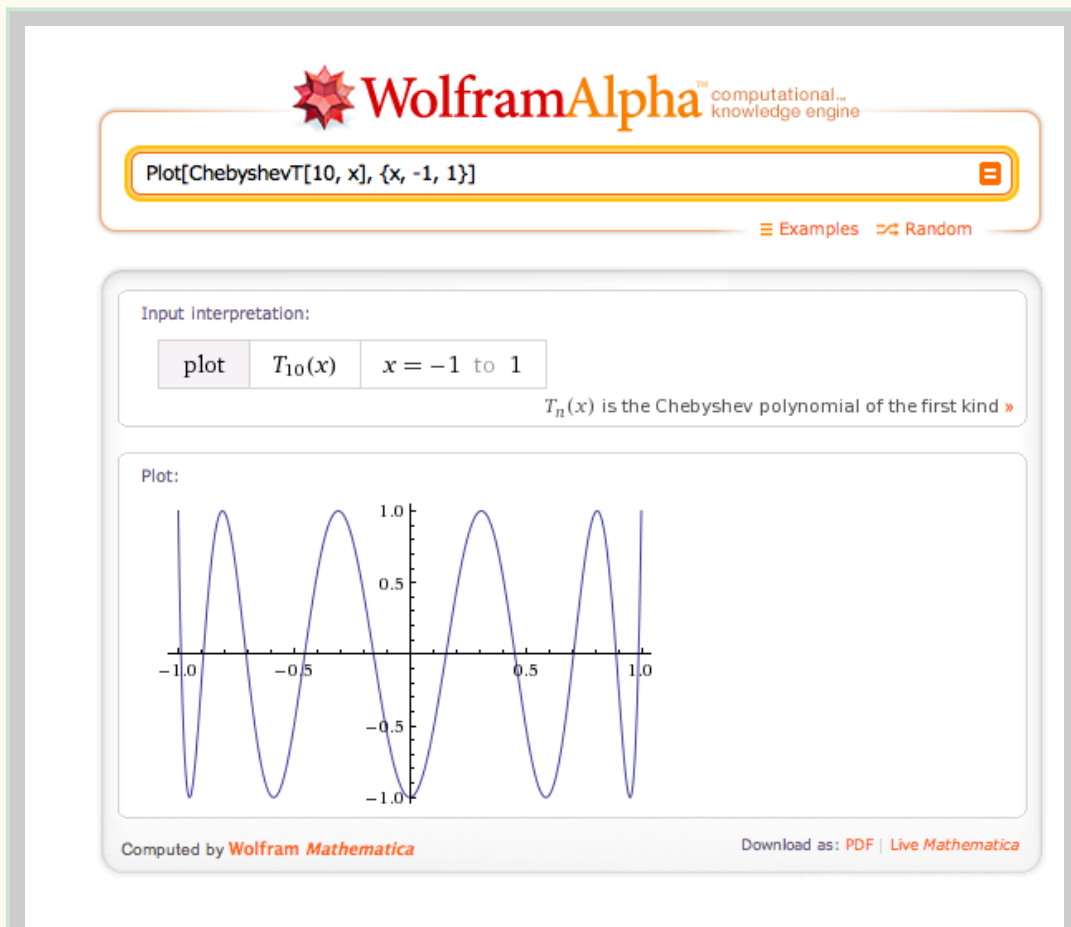 WolframAlpha™ computational...
knowledge engine
Plot[ChebyshevT[10, x], {x, -1, 1}]
Examples Random
Input interpretation:
plot T₁₀(x) x = −1 to 1
Tₙ(x) is the Chebyshev polynomial of the first kind »
Plot:
1.0
0.5
−1.0 −0.5 0.5 1.0
−0.5
−1.0
Computed by Wolfram Mathematica
Download as: PDF | Live Mathematica